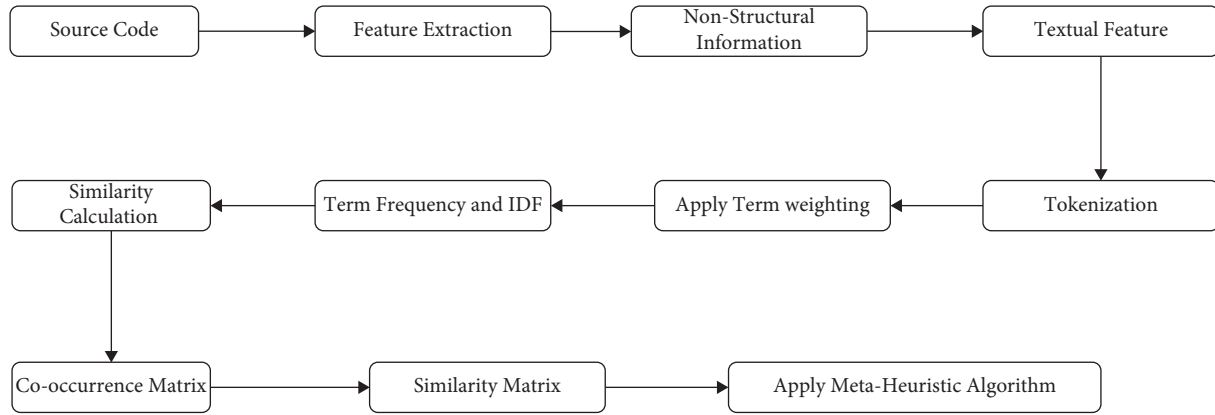 Source Code
Feature Extraction
Non-Structural
Information
Textual Feature
Similarity
Calculation
Term Frequency and IDF
Apply Term weighting
Tokenization
Co-occurrence Matrix
Similarity Matrix
Apply Meta-Heuristic Algorithm